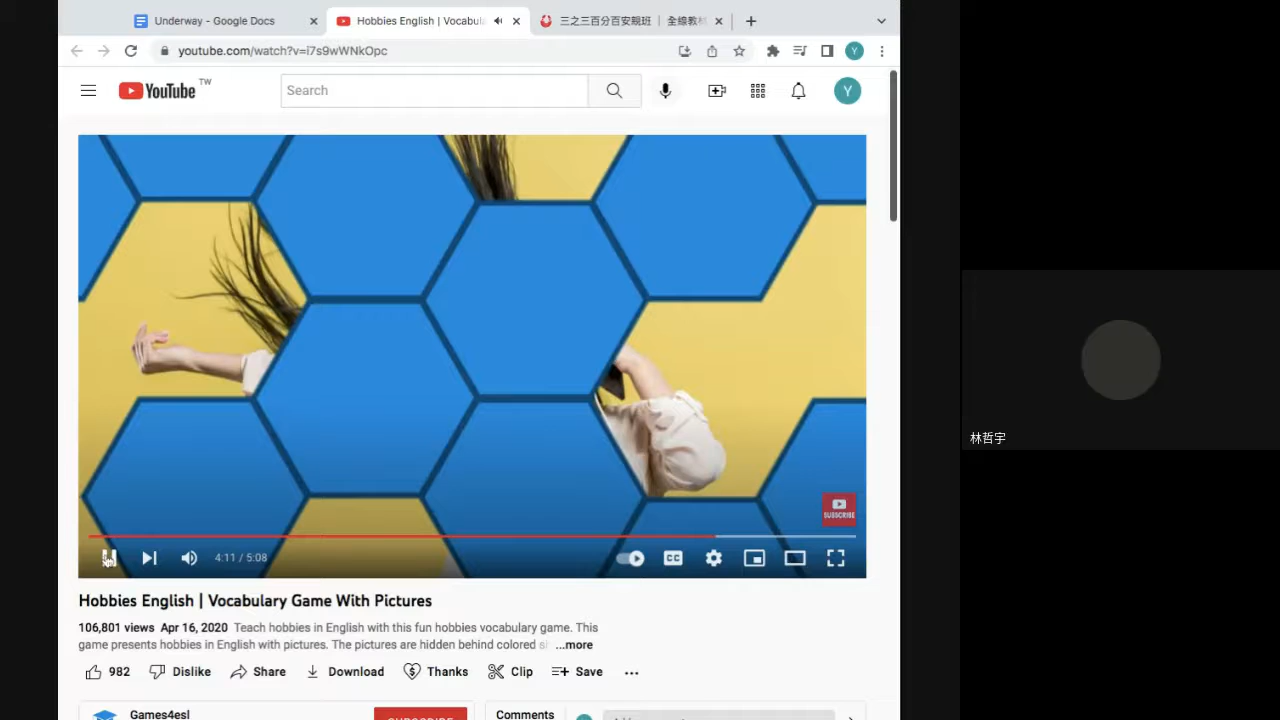 Underway - Google Docs
Hobbies English | Vocabul
三之三百分百安親班 | 全線教材
youtube.com/watch?v=i7s9wWNkOpc
Y
YouTube TW
Search
Y
林哲宇
SUBSCRIBE
4:11 / 5:08
CC
Hobbies English | Vocabulary Game With Pictures
106,801 views Apr 16, 2020 Teach hobbies in English with this fun hobbies vocabulary game. This
game presents hobbies in English with pictures. The pictures are hidden behind colored ...more
982 Dislike Share Download Thanks Clip Save
Games4esl
SUBSCRIBE
Comments